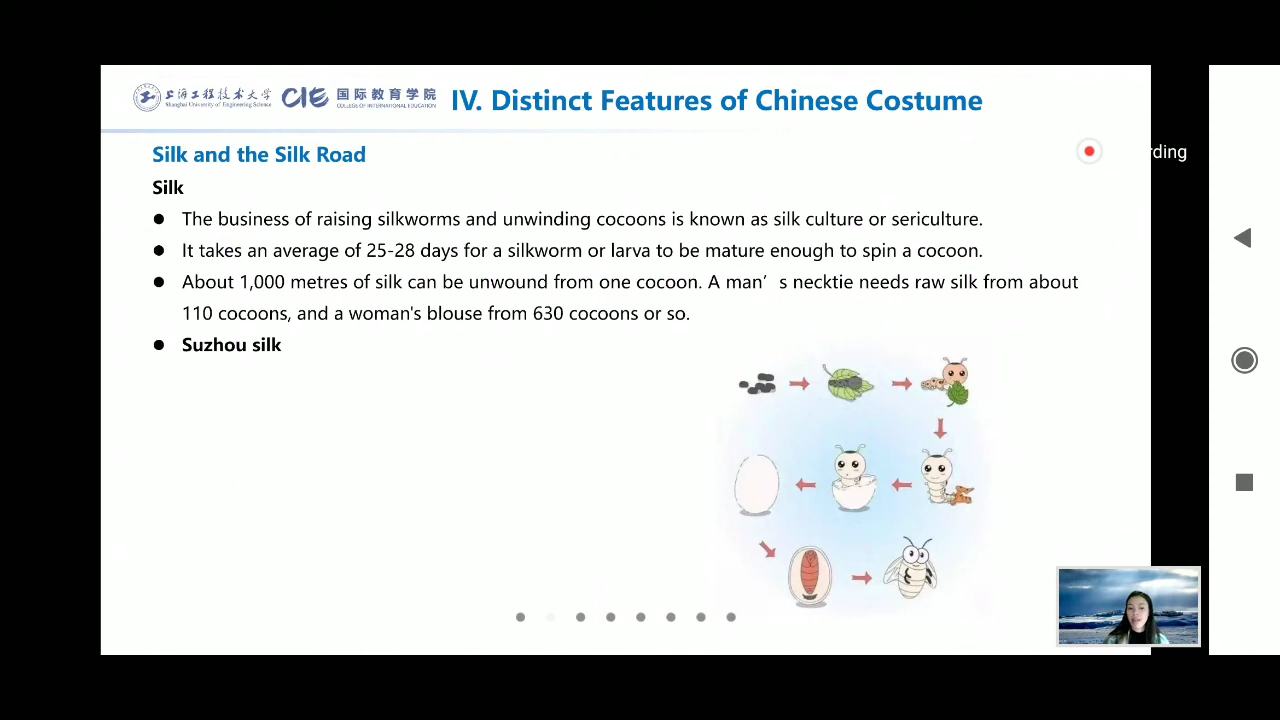 上海工程技术大学
Shanghai University of Engineering Science
CIE 国际教育学院
COLLEGE OF INTERNATIONAL EDUCATION
IV. Distinct Features of Chinese Costume
Silk and the Silk Road
rding
Silk
● The business of raising silkworms and unwinding cocoons is known as silk culture or sericulture.
● It takes an average of 25-28 days for a silkworm or larva to be mature enough to spin a cocoon.
● About 1,000 metres of silk can be unwound from one cocoon. A man’s necktie needs raw silk from about
110 cocoons, and a woman's blouse from 630 cocoons or so.
● Suzhou silk